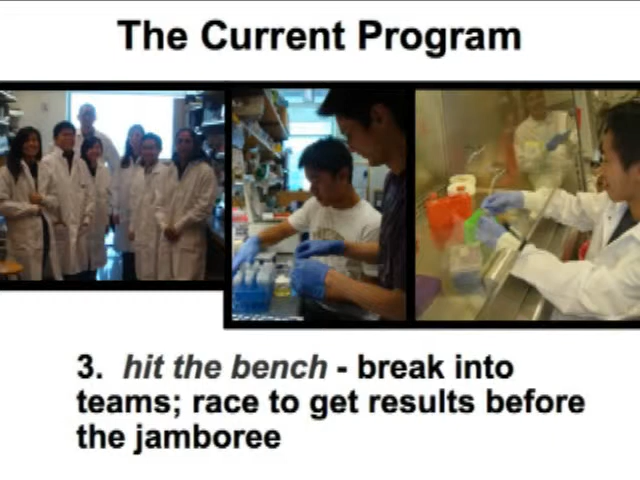 The Current Program
3. hit the bench - break into
teams; race to get results before
the jamboree